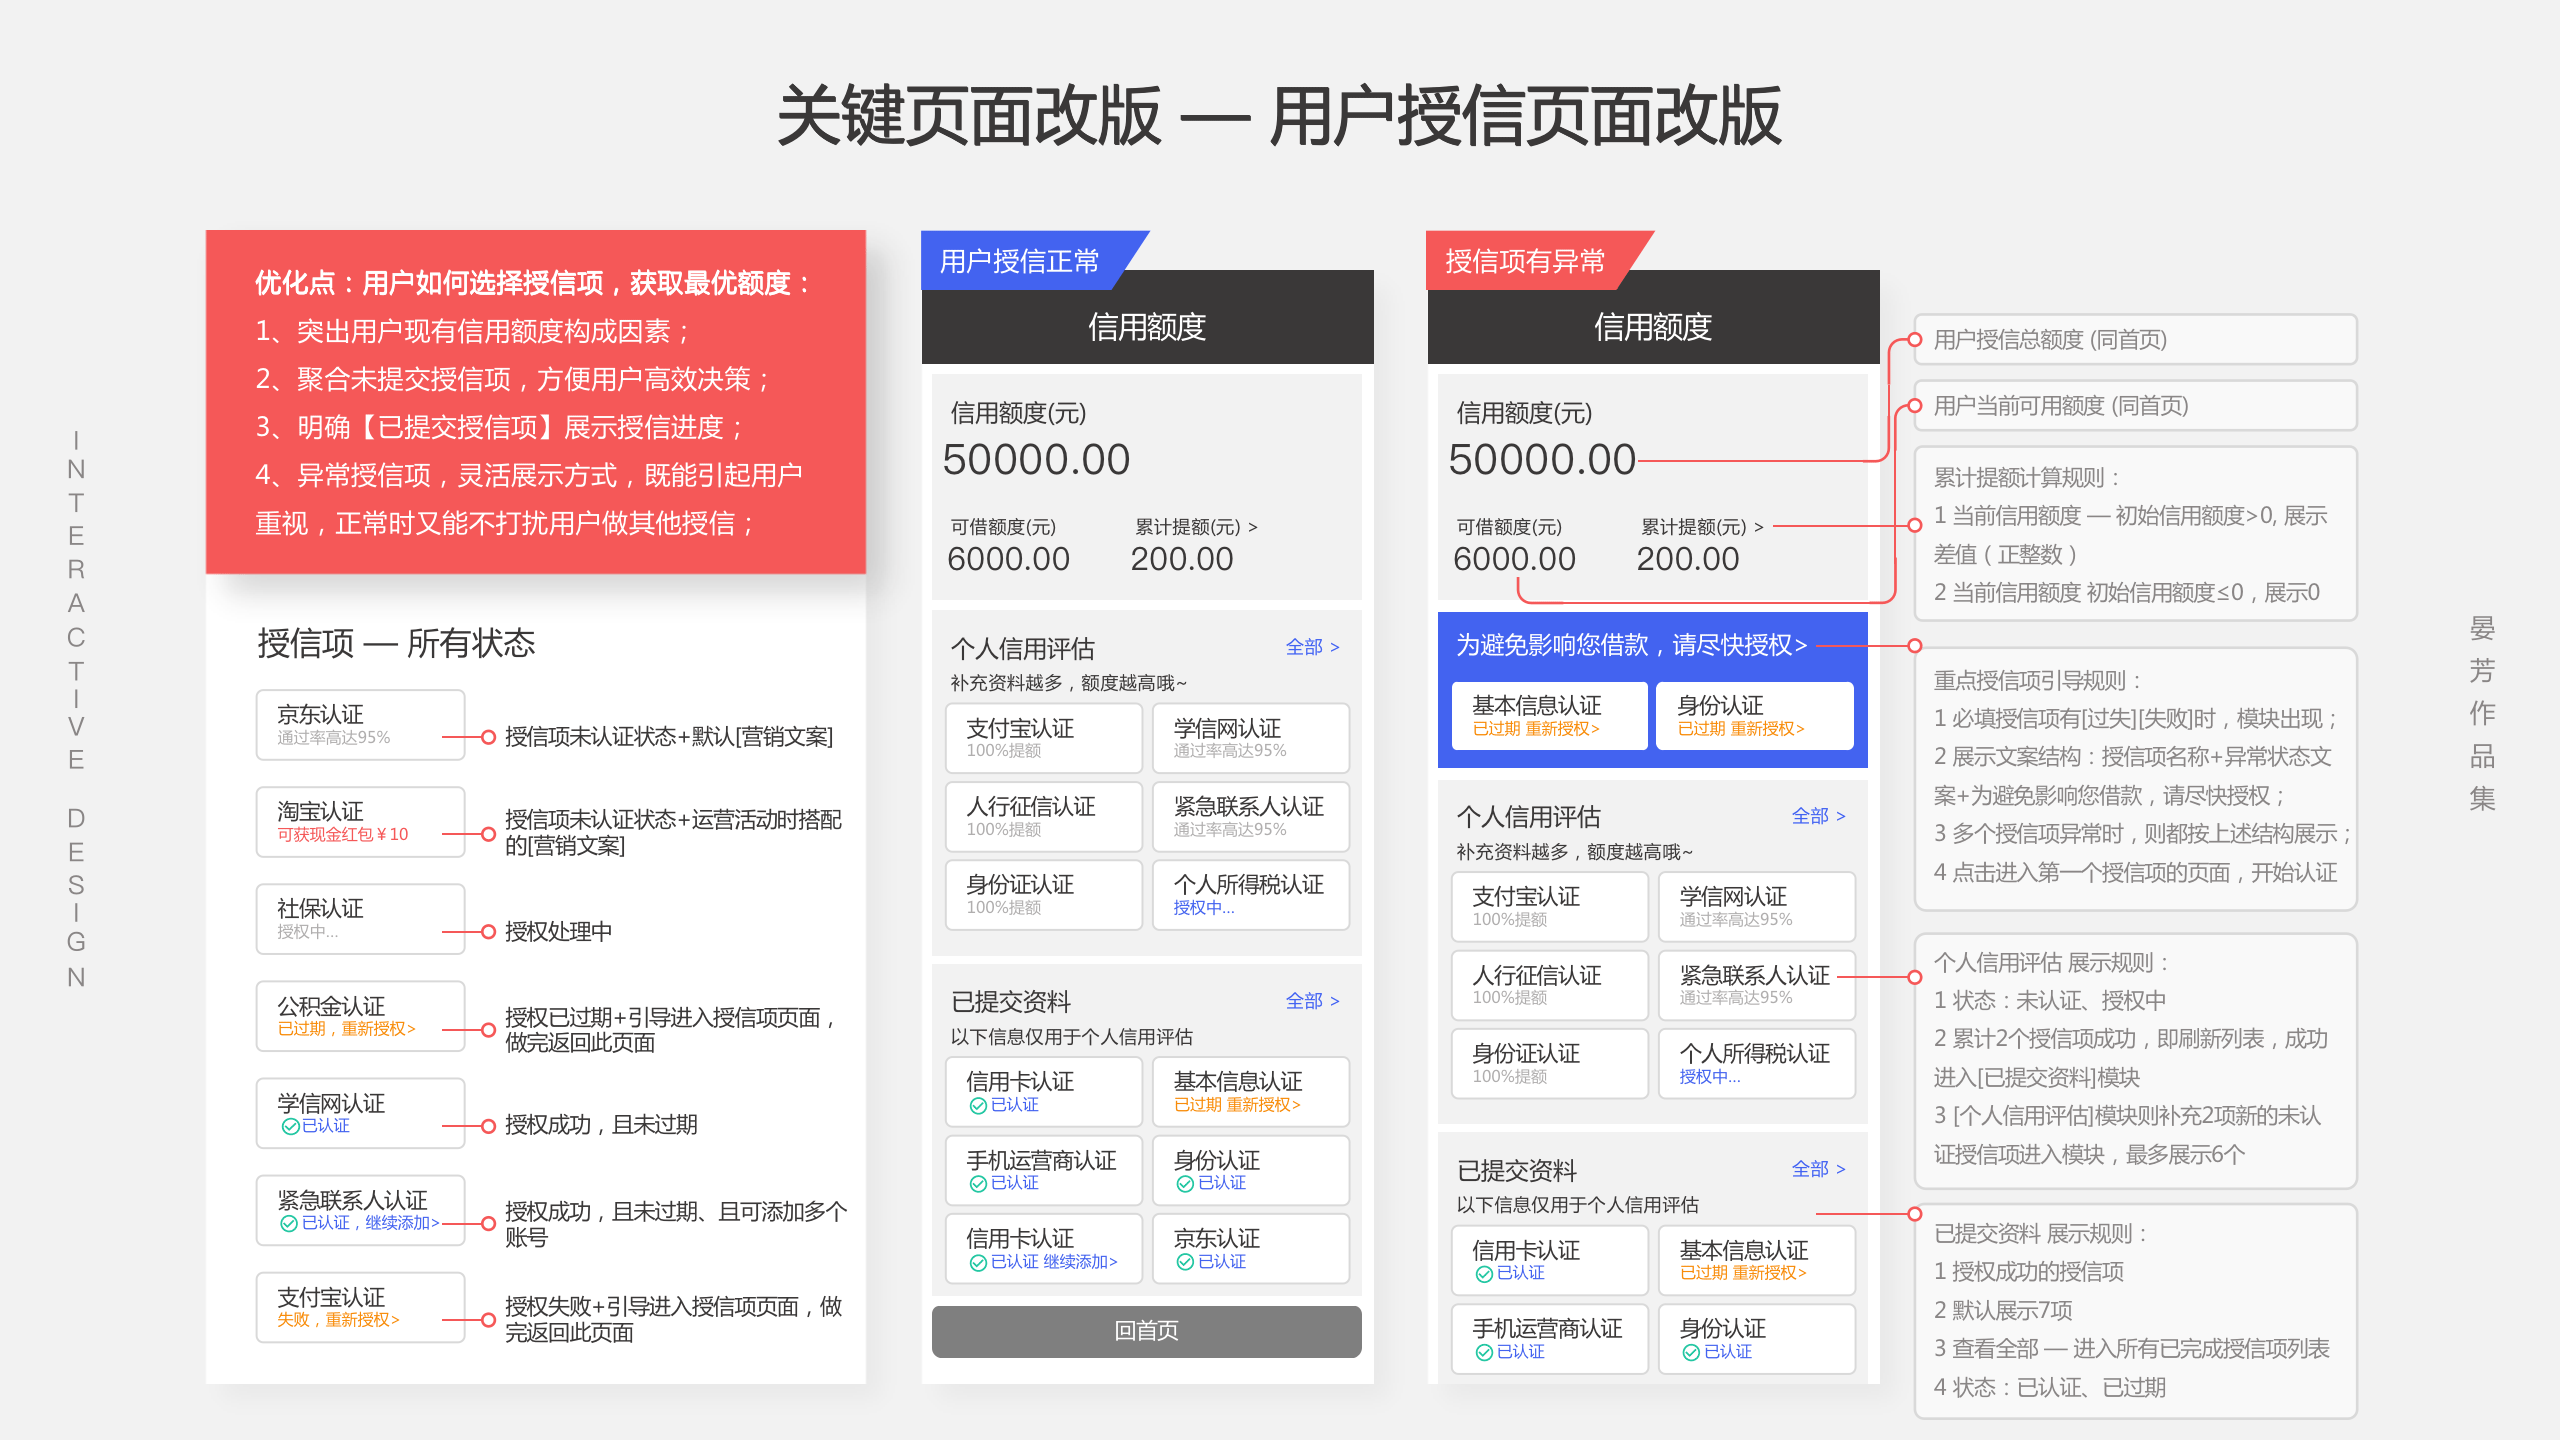 关键页面改版 — 用户授信页面改版
INTERACTIVE DESIGN
优化点：用户如何选择授信项，获取最优额度：
1、突出用户现有信用额度构成因素；
2、聚合未提交授信项，方便用户高效决策；
3、明确【已提交授信项】展示授信进度；
4、异常授信项，灵活展示方式，既能引起用户
重视，正常时又能不打扰用户做其他授信；
授信项 — 所有状态
京东认证
通过率高达95%
授信项未认证状态+默认[营销文案]
淘宝认证
可获现金红包￥10
授信项未认证状态+运营活动时搭配
的[营销文案]
社保认证
授权中...
授权处理中
公积金认证
已过期，重新授权>
授权已过期+引导进入授信项页面，
做完返回此页面
学信网认证
已认证
授权成功，且未过期
紧急联系人认证
已认证，继续添加>
授权成功，且未过期、且可添加多个
账号
支付宝认证
失败，重新授权>
授权失败+引导进入授信项页面，做
完返回此页面
用户授信正常
信用额度
信用额度(元)
50000.00
可借额度(元) 累计提额(元) >
6000.00 200.00
个人信用评估 全部 >
补充资料越多，额度越高哦~
支付宝认证 学信网认证
100%提额 通过率高达95%
人行征信认证 紧急联系人认证
100%提额 通过率高达95%
身份证认证 个人所得税认证
100%提额 授权中...
已提交资料 全部 >
以下信息仅用于个人信用评估
信用卡认证 基本信息认证
已认证 已过期 重新授权>
手机运营商认证 身份认证
已认证 已认证
信用卡认证 京东认证
已认证 继续添加> 已认证
回首页
授信项有异常
信用额度
信用额度(元)
50000.00
可借额度(元) 累计提额(元) >
6000.00 200.00
为避免影响您借款，请尽快授权>
基本信息认证 身份认证
已过期 重新授权> 已过期 重新授权>
个人信用评估 全部 >
补充资料越多，额度越高哦~
支付宝认证 学信网认证
100%提额 通过率高达95%
人行征信认证 紧急联系人认证
100%提额 通过率高达95%
身份证认证 个人所得税认证
100%提额 授权中...
已提交资料 全部 >
以下信息仅用于个人信用评估
信用卡认证 基本信息认证
已认证 已过期 重新授权>
手机运营商认证 身份认证
已认证 已认证
用户授信总额度 (同首页)
用户当前可用额度 (同首页)
累计提额计算规则：
1 当前信用额度 — 初始信用额度>0, 展示
差值（正整数）
2 当前信用额度 初始信用额度≤0，展示0
重点授信项引导规则：
1 必填授信项有[过失][失败]时，模块出现；
2 展示文案结构：授信项名称+异常状态文
案+为避免影响您借款，请尽快授权；
3 多个授信项异常时，则都按上述结构展示；
4 点击进入第一个授信项的页面，开始认证
个人信用评估 展示规则：
1 状态：未认证、授权中
2 累计2个授信项成功，即刷新列表，成功
进入[已提交资料]模块
3 [个人信用评估]模块则补充2项新的未认
证授信项进入模块，最多展示6个
已提交资料 展示规则：
1 授权成功的授信项
2 默认展示7项
3 查看全部 — 进入所有已完成授信项列表
4 状态：已认证、已过期
晏芳作品集